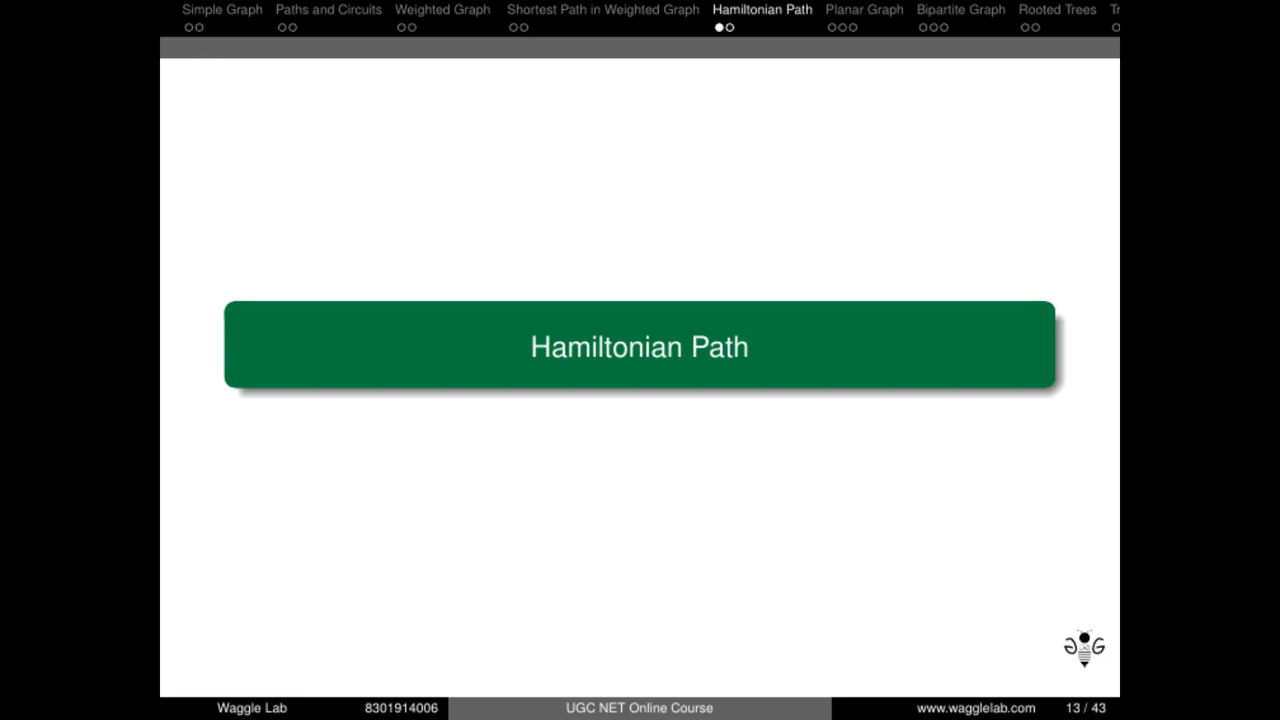 Simple Graph Paths and Circuits Weighted Graph Shortest Path in Weighted Graph Hamiltonian Path Planar Graph Bipartite Graph Rooted Trees Tr
Hamiltonian Path
Waggle Lab 8301914006 UGC NET Online Course www.wagglelab.com 13 / 43